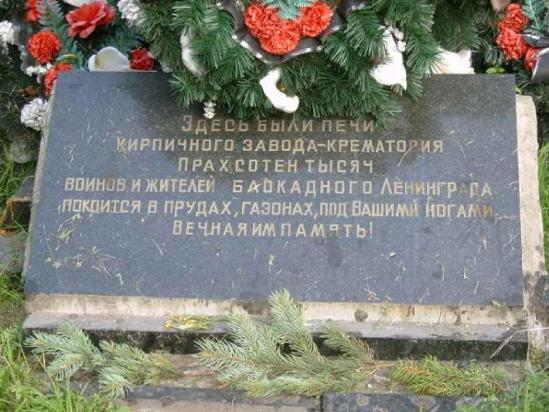 Здесь были печи
кирпичного завода-крематория
Прах сотен тысяч
воинов и жителей блокадного Ленинграда
покоится в прудах, газонах, под Вашими ногами
Вечная им память!